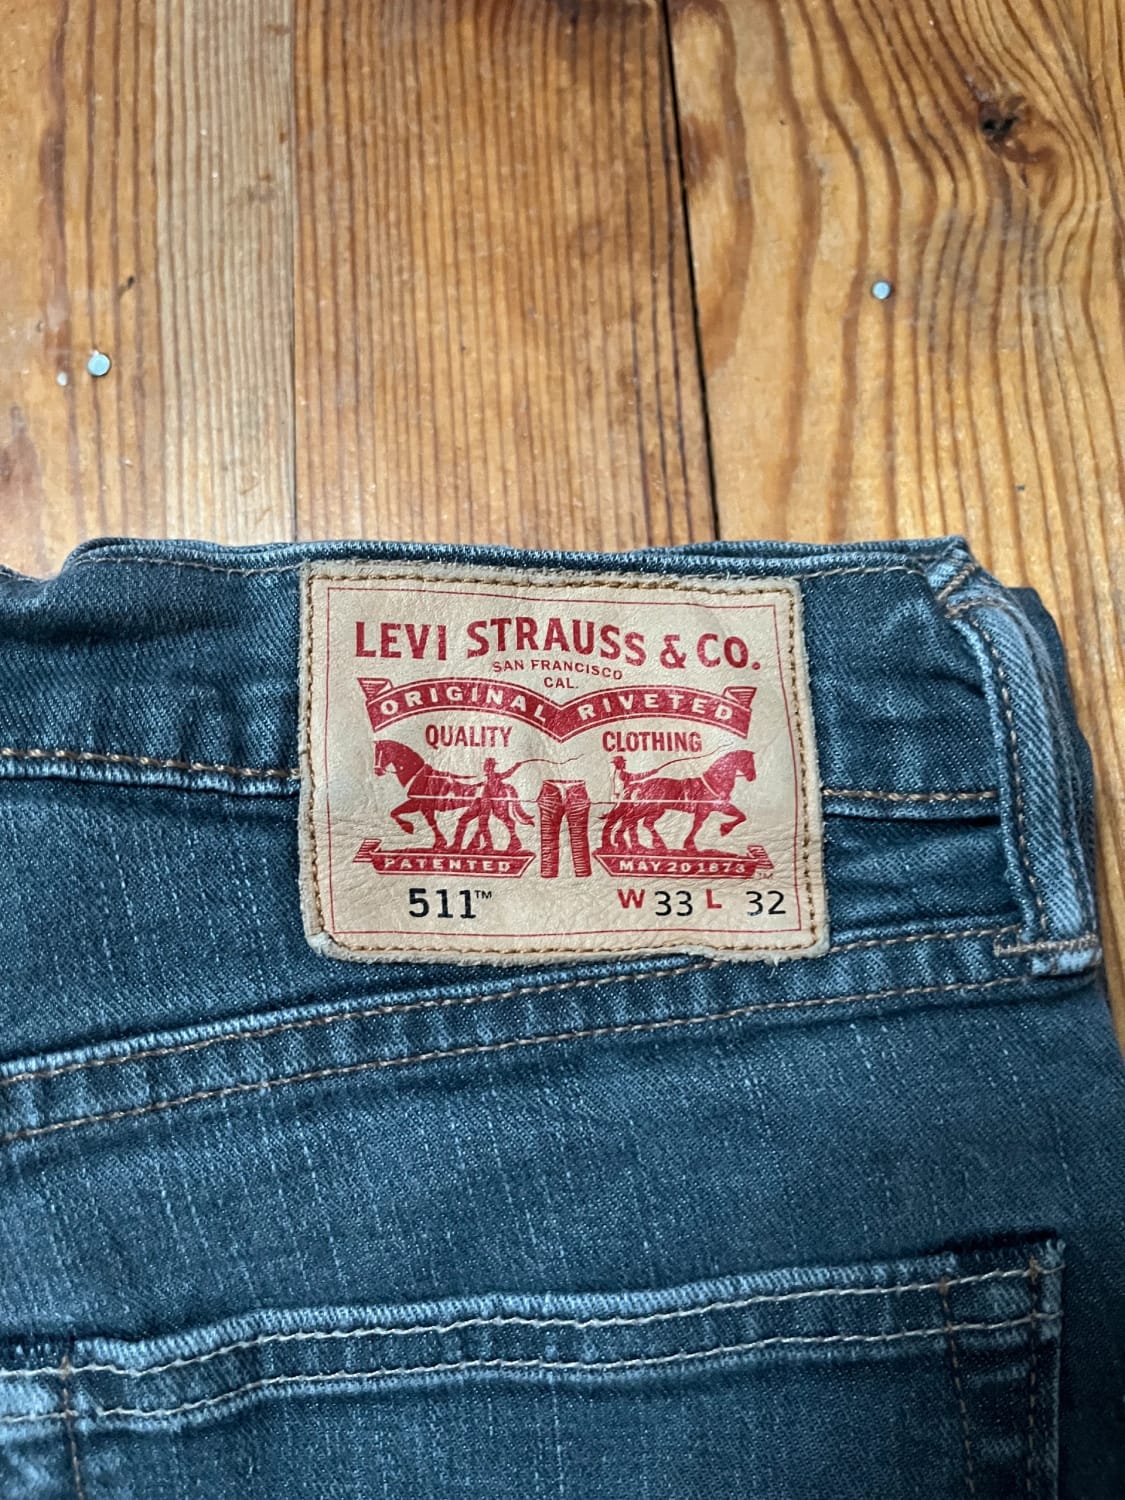 LEVI STRAUSS & CO.
SAN FRANCISCO
CAL.
ORIGINAL RIVETED
QUALITY CLOTHING
PATENTED MAY 20 1873
511™ W 33 L 32